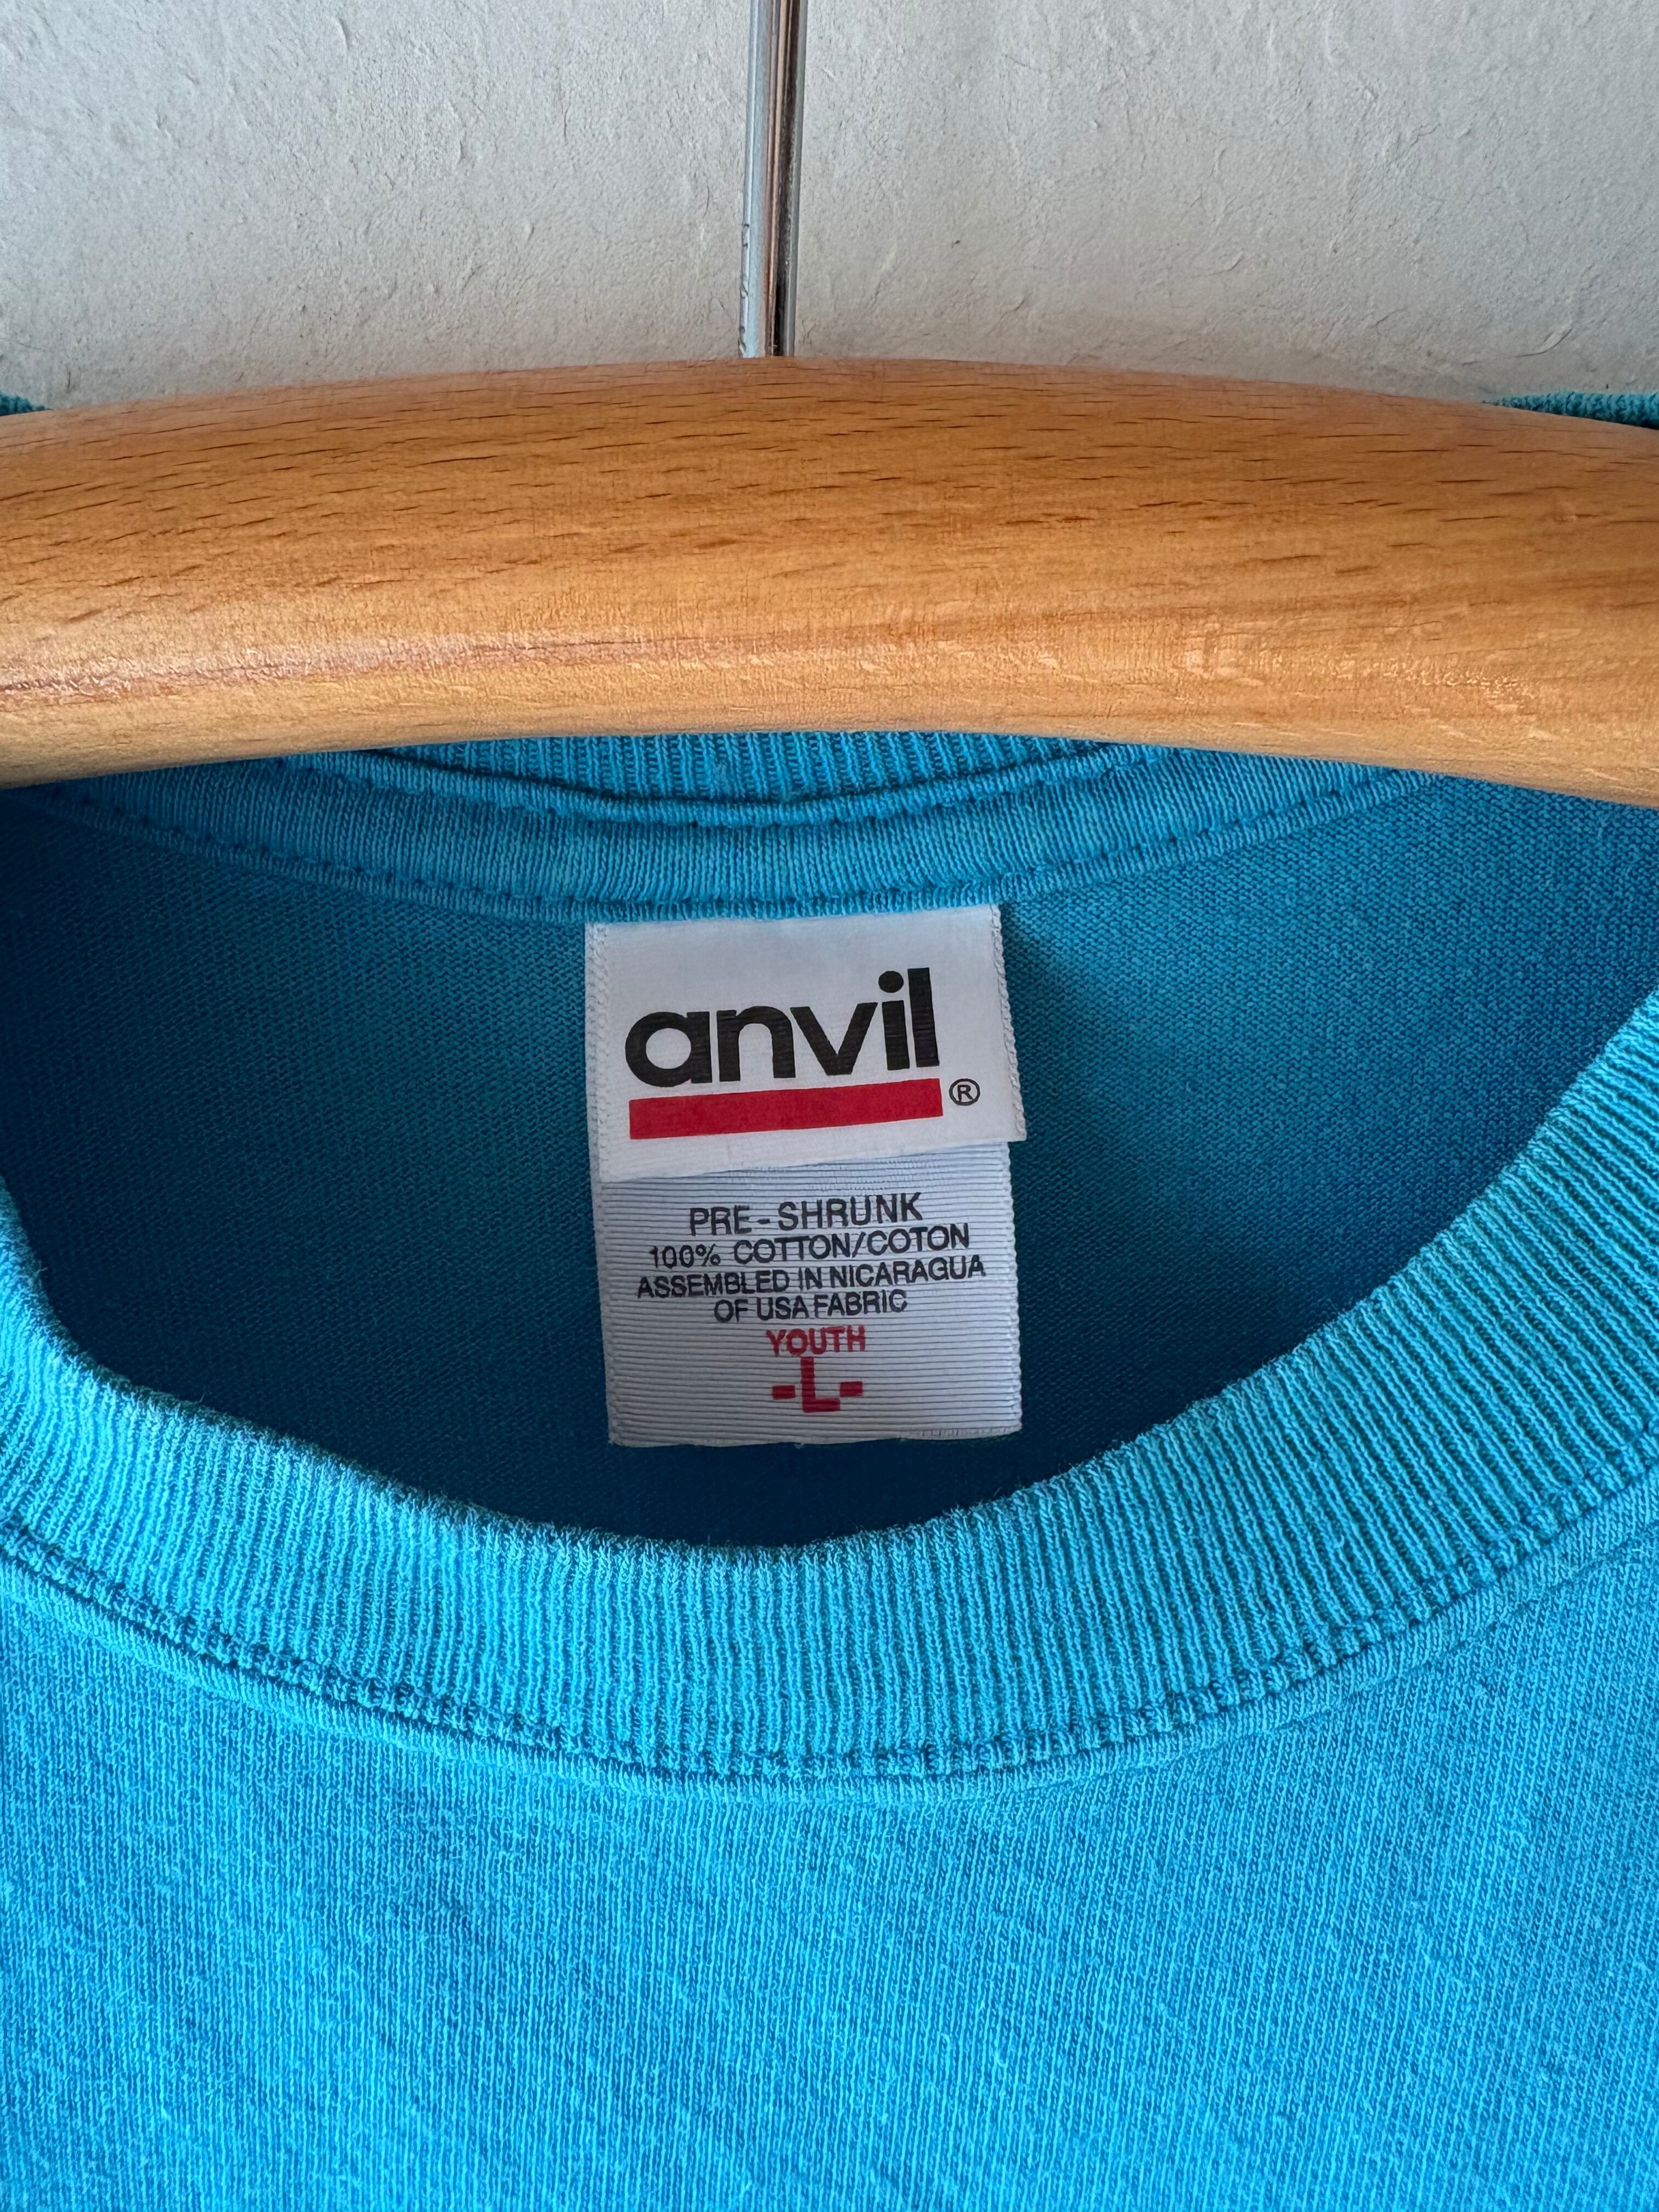 anvil®
PRE-SHRUNK
100% COTTON/COTON
ASSEMBLED IN NICARAGUA
OF USA FABRIC
YOUTH
-L-